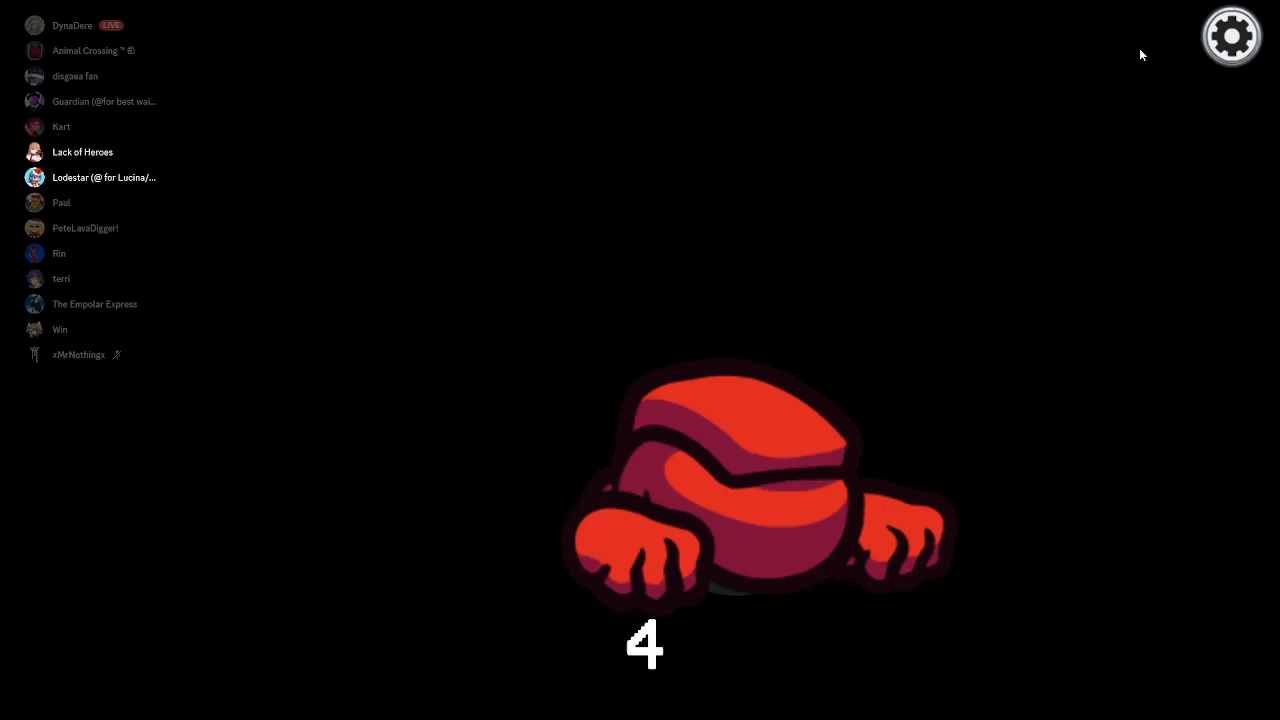 DynaDere LIVE
Animal Crossing ™
disgaea fan
Guardian (@for best wai...
Kart
Lack of Heroes
Lodestar (@ for Lucina/...
Paul
PeteLavaDigger!
Rin
terri
The Empolar Express
Win
xMrNothingx
4